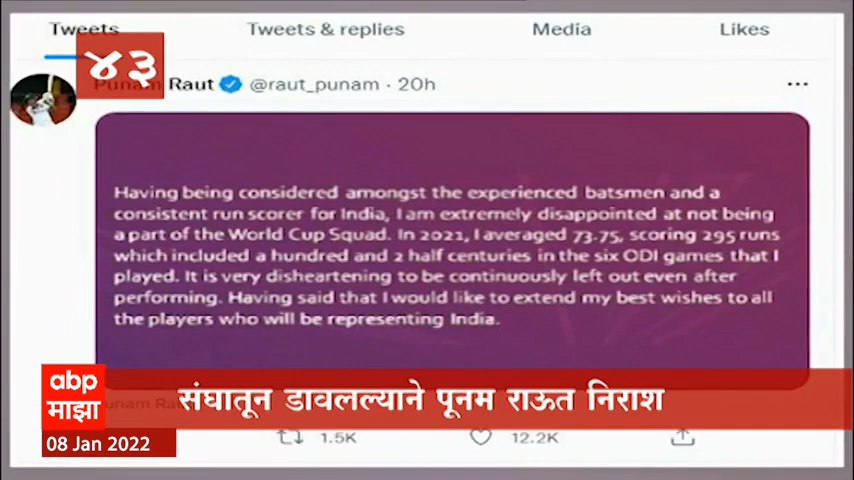 Tweets Tweets & replies Media Likes
४३
Punam Raut @raut_punam · 20h
Having being considered amongst the experienced batsmen and a
consistent run scorer for India, I am extremely disappointed at not being
a part of the World Cup Squad. In 2021, I averaged 73.75, scoring 295 runs
which included a hundred and 2 half centuries in the six ODI games that I
played. It is very disheartening to be continuously left out even after
performing. Having said that I would like to extend my best wishes to all
the players who will be representing India.
abp
माझा
संघातून डावलल्याने पूनम राऊत निराश
08 Jan 2022
1.5K 12.2K